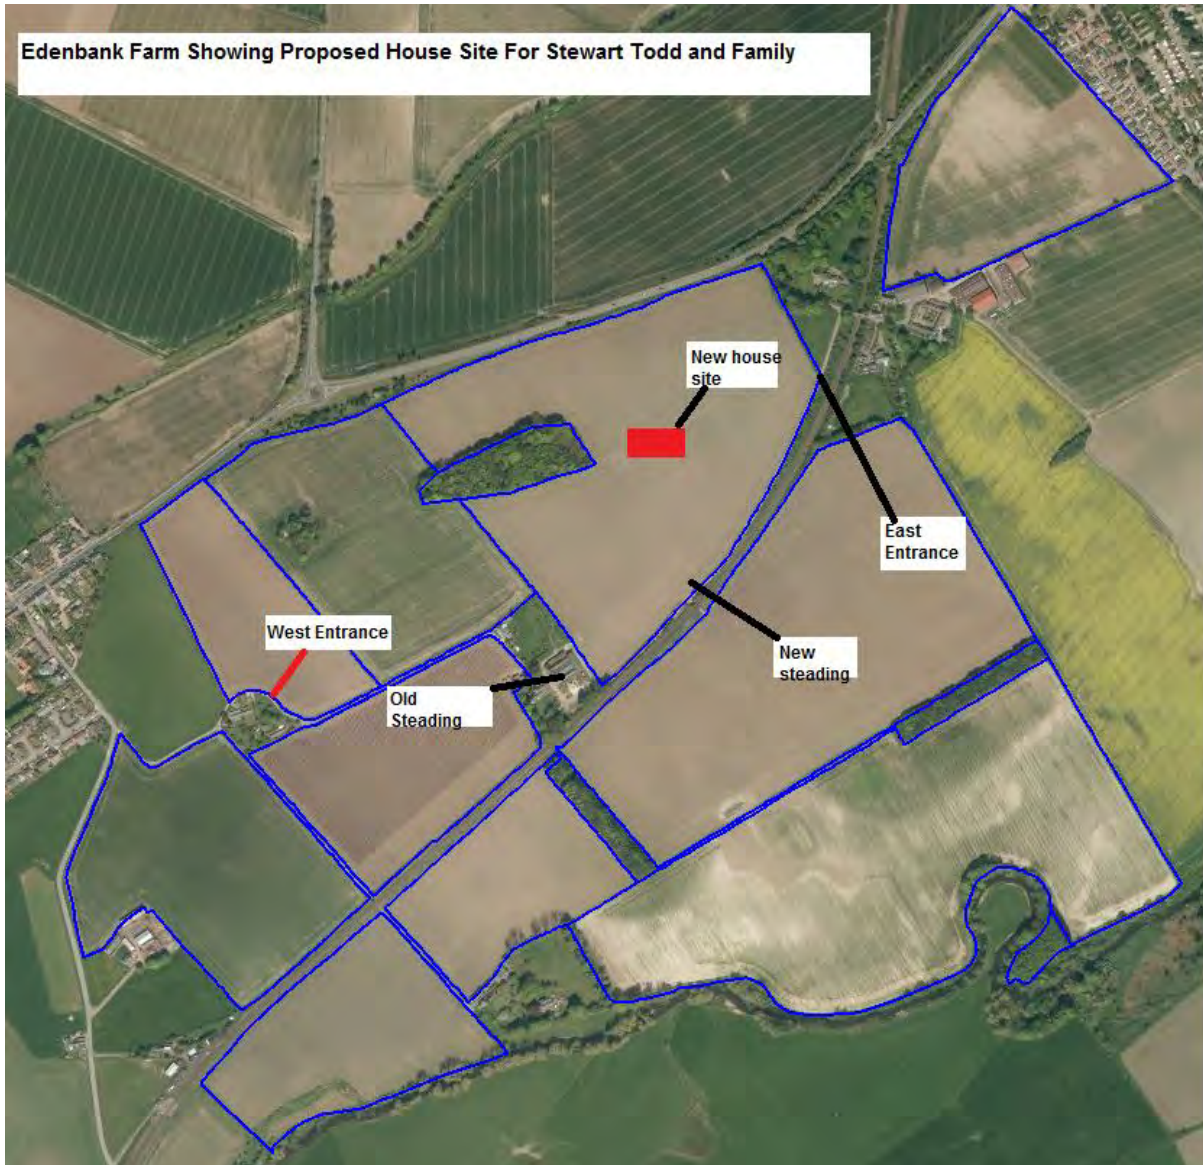 Edenbank Farm Showing Proposed House Site For Stewart Todd and Family
New house
site
East
Entrance
West Entrance
New
steading
Old
Steading